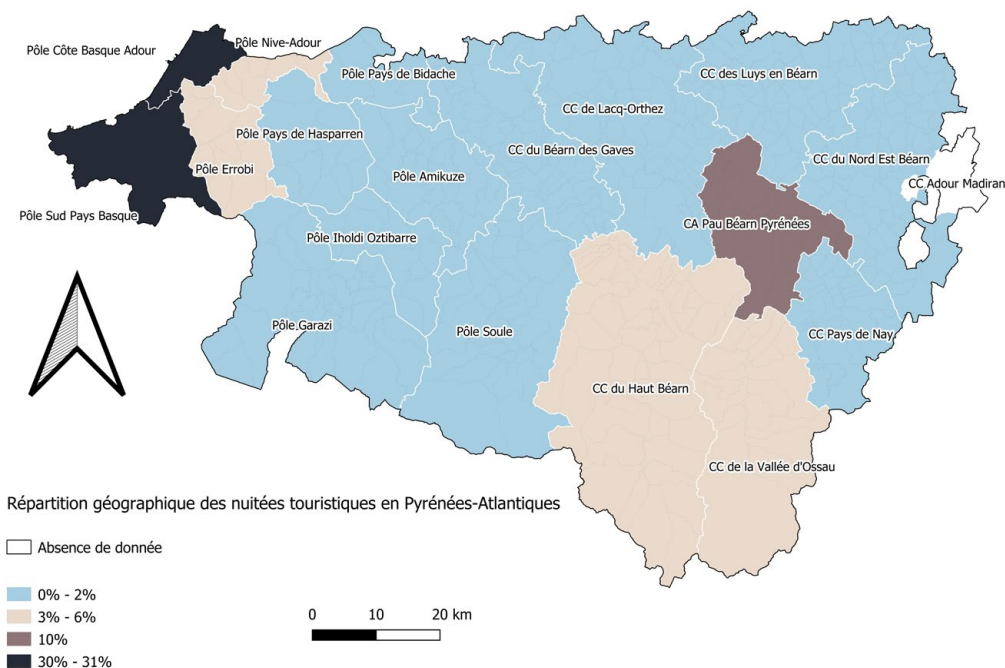 Pôle Côte Basque Adour
Pôle Nive-Adour
Pôle Pays de Bidache
CC des Luys en Béarn
CC de Lacq-Orthez
Pôle Pays de Hasparren
CC du Béarn des Gaves
CC du Nord Est Béarn
Pôle Errobi
Pôle Amikuze
CC Adour Madiran
Pôle Sud Pays Basque
CA Pau Béarn Pyrénées
Pôle Iholdi Oztibarre
Pôle Garazi
Pôle Soule
CC Pays de Nay
CC du Haut Béarn
CC de la Vallée d'Ossau
Répartition géographique des nuitées touristiques en Pyrénées-Atlantiques
Absence de donnée
0% - 2%
3% - 6%
10%
30% - 31%
0 10 20 km